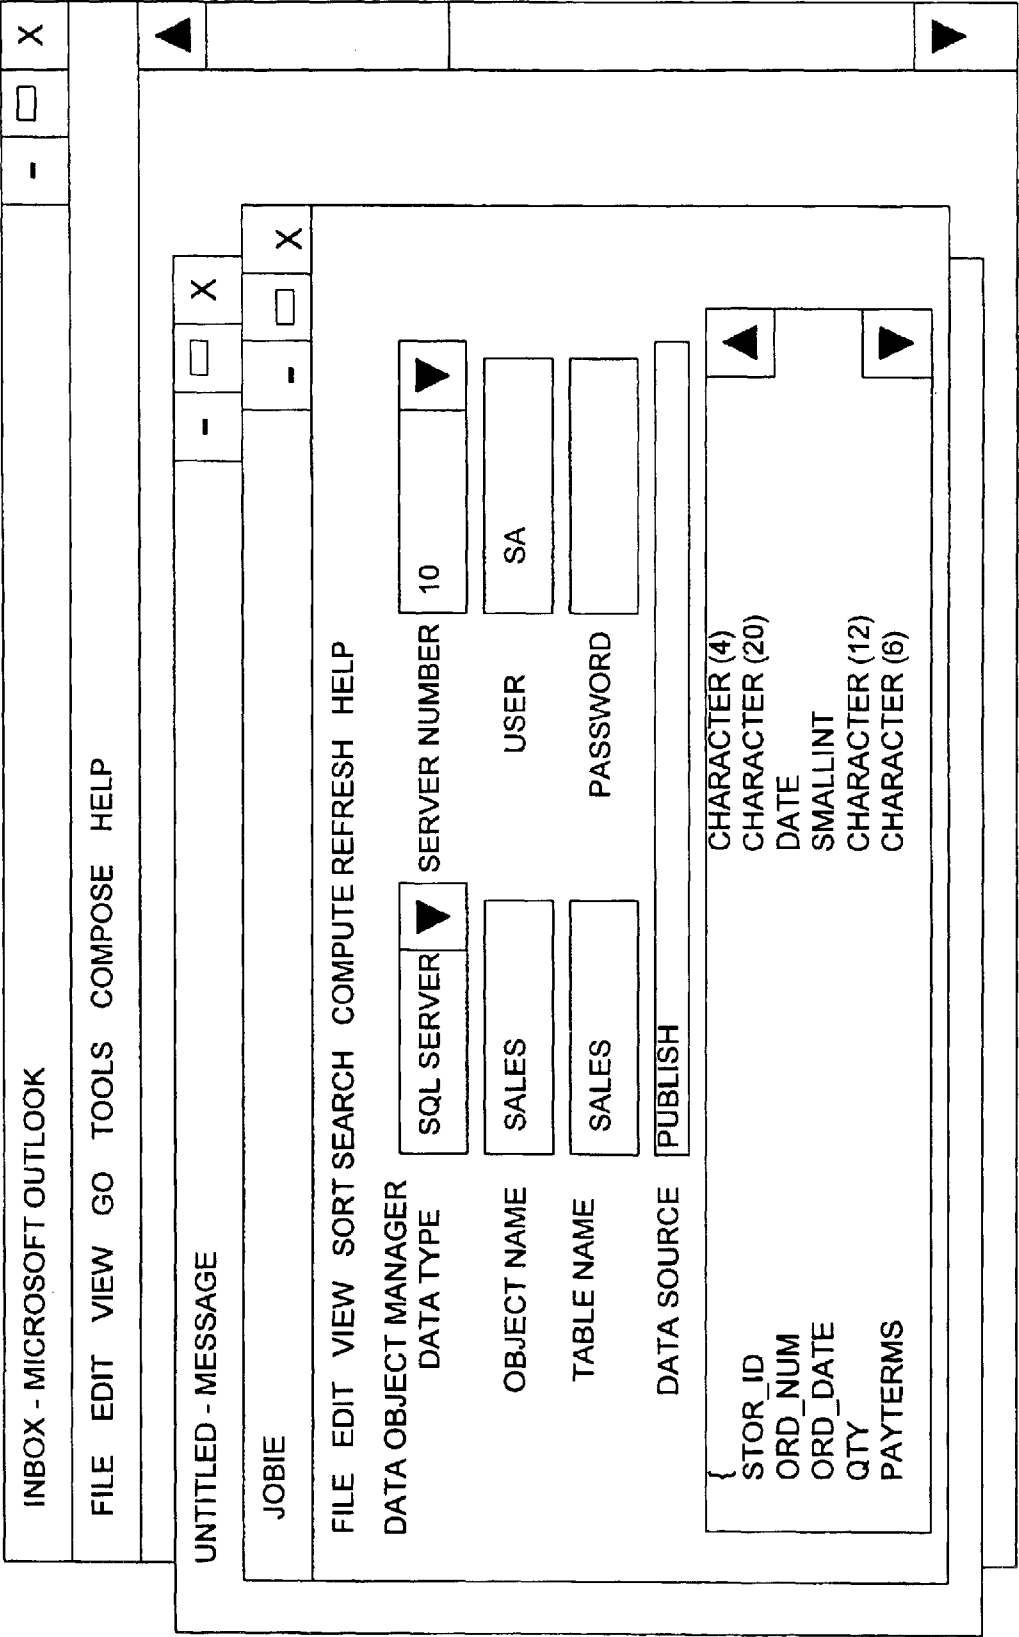 INBOX - MICROSOFT OUTLOOK - X
FILE EDIT VIEW GO TOOLS COMPOSE HELP
UNTITLED - MESSAGE - X
JOBIE - X
FILE EDIT VIEW SORT SEARCH COMPUTE REFRESH HELP
DATA OBJECT MANAGER
DATA TYPE SQL SERVER SERVER NUMBER 10
OBJECT NAME SALES USER SA
TABLE NAME SALES PASSWORD
DATA SOURCE PUBLISH
{ CHARACTER (4)
STOR_ID CHARACTER (20)
ORD_NUM DATE
ORD_DATE SMALLINT
QTY CHARACTER (12)
PAYTERMS CHARACTER (6)